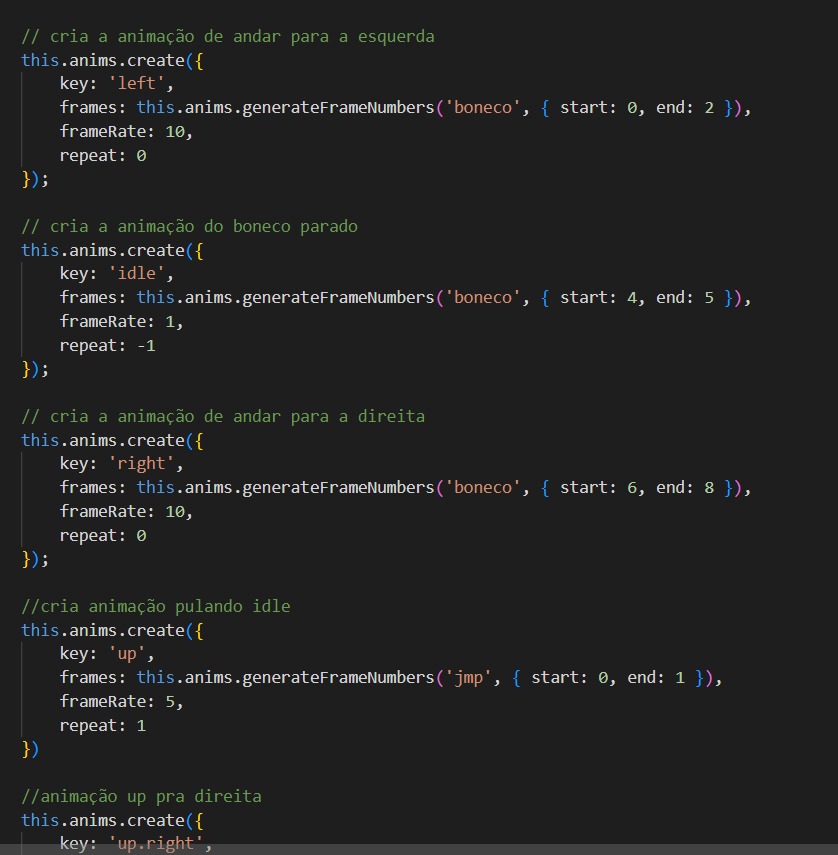 // cria a animação de andar para a esquerda
this.anims.create({
    key: 'left',
    frames: this.anims.generateFrameNumbers('boneco', { start: 0, end: 2 }),
    frameRate: 10,
    repeat: 0
});
// cria a animação do boneco parado
this.anims.create({
    key: 'idle',
    frames: this.anims.generateFrameNumbers('boneco', { start: 4, end: 5 }),
    frameRate: 1,
    repeat: -1
});
// cria a animação de andar para a direita
this.anims.create({
    key: 'right',
    frames: this.anims.generateFrameNumbers('boneco', { start: 6, end: 8 }),
    frameRate: 10,
    repeat: 0
});
//cria animação pulando idle
this.anims.create({
    key: 'up',
    frames: this.anims.generateFrameNumbers('jmp', { start: 0, end: 1 }),
    frameRate: 5,
    repeat: 1
})
//animação up pra direita
this.anims.create({
    key: 'up.right',